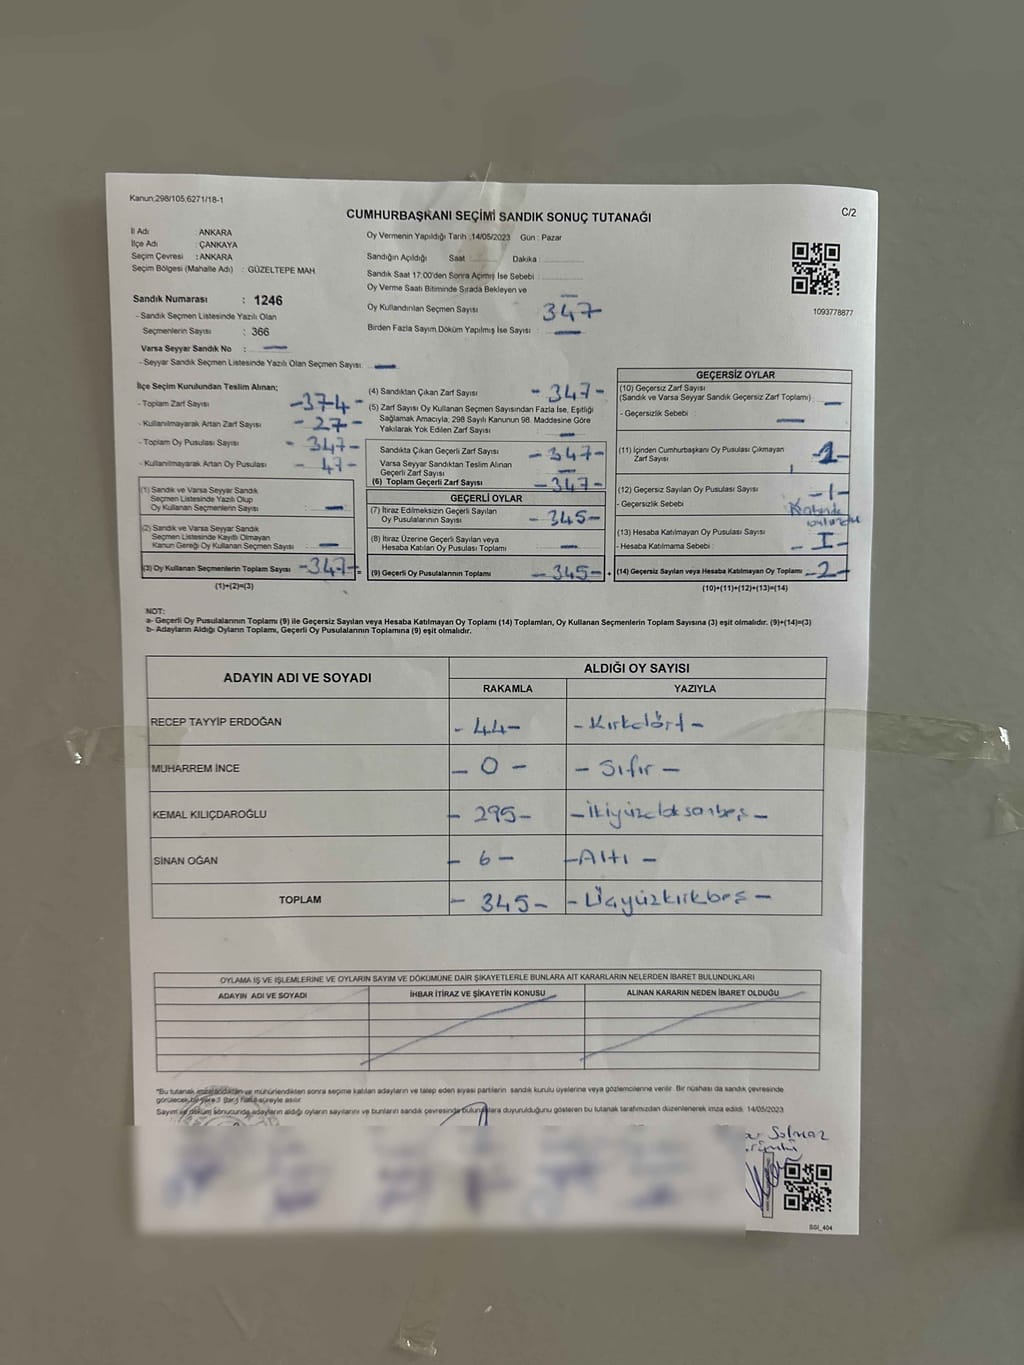 Kanun;298/105,6271/18-1
CUMHURBAŞKANI SEÇİMİ SANDIK SONUÇ TUTANAĞI
C/2
İl Adı ANKARA
İlçe Adı : ÇANKAYA
Seçim Çevresi : ANKARA
Seçim Bölgesi (Mahalle Adı) : GÜZELTEPE MAH
Oy Vermenin Yapıldığı Tarih :14/05/2023 Gün : Pazar
Sandığın Açıldığı Saat Dakika :
Sandık Saat 17:00'den Sonra Açımış İse Sebebi :
Oy Verme Saati Bitiminde Sırada Bekleyen ve
Oy Kullandırılan Seçmen Sayısı 347
Birden Fazla Sayım Döküm Yapılmış İse Sayısı : —
1093778877
Sandık Numarası : 1246
- Sandık Seçmen Listesinde Yazılı Olan
Seçmenlerin Sayısı : 366
Varsa Seyyar Sandık No : —
- Seyyar Sandık Seçmen Listesinde Yazılı Olan Seçmen Sayısı: —
İlçe Seçim Kurulundan Teslim Alınan;
- Toplam Zarf Sayısı -374-
- Kullanılmayarak Artan Zarf Sayısı -27-
- Toplam Oy Pusulası Sayısı - 347-
- Kullanılmayarak Artan Oy Pusulası - 47-
(1) Sandık ve Varsa Seyyar Sandık
Seçmen Listesinde Yazılı Olup
Oy Kullanan Seçmenlerin Sayısı : —
(2) Sandık ve Varsa Seyyar Sandık
Seçmen Listesinde Kayıtlı Olmayan
Kanun Gereği Oy Kullanan Seçmen Sayısı : —
(3) Oy Kullanan Seçmenlerin Toplam Sayısı -347-
(1)+(2)=(3)
(4) Sandıktan Çıkan Zarf Sayısı -347-
(5) Zarf Sayısı Oy Kullanan Seçmen Sayısından Fazla İse, Eşitliği
Sağlamak Amacıyla, 298 Sayılı Kanunun 98. Maddesine Göre
Yakılarak Yok Edilen Zarf Sayısı : —
Sandıkta Çıkan Geçerli Zarf Sayısı -347-
Varsa Seyyar Sandıktan Teslim Alınan
Geçerli Zarf Sayısı —
(6) Toplam Geçerli Zarf Sayısı -347-
GEÇERLİ OYLAR
(7) İtiraz Edilmeksizin Geçerli Sayılan
Oy Pusulalarının Sayısı - 345-
(8) İtiraz Üzerine Geçerli Sayılan veya
Hesaba Katılan Oy Pusulası Toplamı —
(9) Geçerli Oy Pusulalarının Toplamı - 345-
GEÇERSİZ OYLAR
(10) Geçersiz Zarf Sayısı
(Sandık ve Varsa Seyyar Sandık Geçersiz Zarf Toplamı) : —
- Geçersizlik Sebebi : —
(11) İçinden Cumhurbaşkanı Oy Pusulası Çıkmayan
Zarf Sayısı
(12) Geçersiz Sayılan Oy Pusulası Sayısı -1-
- Geçersizlik Sebebi :
(13) Hesaba Katılmayan Oy Pusulası Sayısı - I -
- Hesaba Katılmama Sebebi :
(14) Geçersiz Sayılan veya Hesaba Katılmayan Oy Toplamı -2-
(10)+(11)+(12)+(13)=(14)
NOT:
a- Geçerli Oy Pusulalarının Toplamı (9) ile Geçersiz Sayılan veya Hesaba Katılmayan Oy Toplamı (14) Toplamları, Oy Kullanan Seçmenlerin Toplam Sayısına (3) eşit olmalıdır. (9)+(14)=(3)
b- Adayların Aldığı Oyların Toplamı, Geçerli Oy Pusulalarının Toplamına (9) eşit olmalıdır.
ADAYIN ADI VE SOYADI ALDIĞI OY SAYISI
RAKAMLA YAZIYLA
RECEP TAYYİP ERDOĞAN - 44- -Kırkdört-
MUHARREM İNCE - 0 - - Sıfır -
KEMAL KILIÇDAROĞLU - 295- -İkiyüzdoksanbeş-
SİNAN OĞAN - 6 - -Altı -
TOPLAM - 345- -Üçyüzkırkbeş-
OYLAMA İŞ VE İŞLEMLERİNE VE OYLARIN SAYIM VE DÖKÜMÜNE DAİR ŞİKAYETLERLE BUNLARA AİT KARARLARIN NELERDEN İBARET BULUNDUKLARI
ADAYIN ADI VE SOYADI İHBAR İTİRAZ VE ŞİKAYETİN KONUSU ALINAN KARARIN NEDEN İBARET OLDUĞU
*Bu tutanak imzalandıktan ve mühürlendikten sonra seçime katılan adayların ve talep eden siyasi partilerin sandık kurulu üyelerine veya gözlemcilerine verilir. Bir nüshası da sandık çevresinde
görülecek bir yere süreyle asılır.
Sayım ve döküm sonucunda adayların aldığı oyların sayılarını ve bunların sandık çevresinde bulunanlara duyurulduğunu gösteren bu tutanak tarafımızdan düzenlenerek imza edildi. 14/05/2023
Solmaz
SGI_404